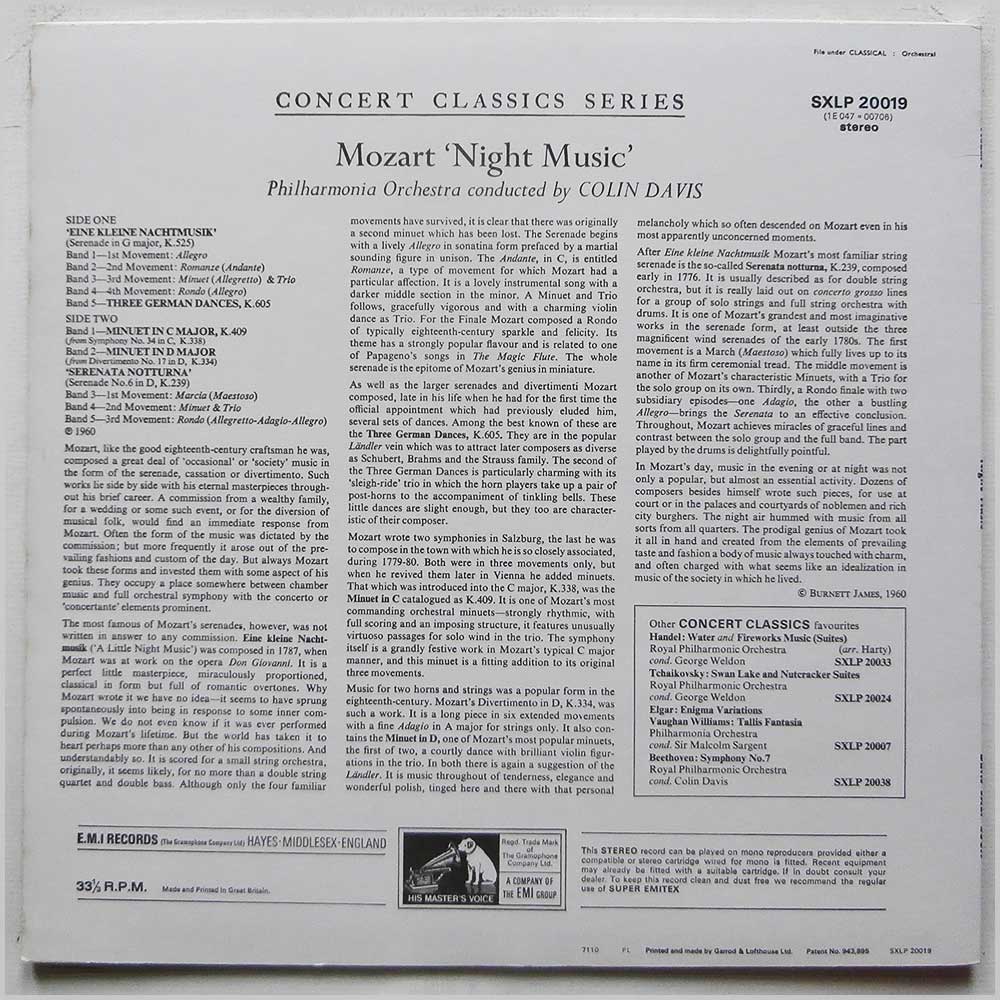 File under CLASSICAL : Orchestral
CONCERT CLASSICS SERIES
SXLP 20019
(1E 047 • 00706)
stereo
Mozart ‘Night Music’
Philharmonia Orchestra conducted by COLIN DAVIS
SIDE ONE
‘EINE KLEINE NACHTMUSIK’
(Serenade in G major, K.525)
Band 1—1st Movement: Allegro
Band 2—2nd Movement: Romanze (Andante)
Band 3—3rd Movement: Minuet (Allegretto) & Trio
Band 4—4th Movement: Rondo (Allegro)
Band 5—THREE GERMAN DANCES, K.605
SIDE TWO
Band 1—MINUET IN C MAJOR, K.409
(from Symphony No. 34 in C, K.338)
Band 2—MINUET IN D MAJOR
(from Divertimento No. 17 in D, K.334)
‘SERENATA NOTTURNA’
(Serenade No.6 in D, K.239)
Band 3—1st Movement: Marcia (Maestoso)
Band 4—2nd Movement: Minuet & Trio
Band 5—3rd Movement: Rondo (Allegretto-Adagio-Allegro)
℗ 1960
Mozart, like the good eighteenth-century craftsman he was,
composed a great deal of ‘occasional’ or ‘society’ music in
the form of the serenade, cassation or divertimento. Such
works lie side by side with his eternal masterpieces through-
out his brief career. A commission from a wealthy family,
for a wedding or some such event, or for the diversion of
musical folk, would find an immediate response from
Mozart. Often the form of the music was dictated by the
commission; but more frequently it arose out of the pre-
vailing fashions and custom of the day. But always Mozart
took these forms and invested them with some aspect of his
genius. They occupy a place somewhere between chamber
music and full orchestral symphony with the concerto or
‘concertante’ elements prominent.
The most famous of Mozart's serenades, however, was not
written in answer to any commission. Eine kleine Nacht-
musik (‘A Little Night Music’) was composed in 1787, when
Mozart was at work on the opera Don Giovanni. It is a
perfect little masterpiece, miraculously proportioned,
classical in form but full of romantic overtones. Why
Mozart wrote it we have no idea—it seems to have sprung
spontaneously into being in response to some inner com-
pulsion. We do not even know if it was ever performed
during Mozart's lifetime. But the world has taken it to
heart perhaps more than any other of his compositions. And
understandably so. It is scored for a small string orchestra,
originally, it seems likely, for no more than a double string
quartet and double bass. Although only the four familiar
movements have survived, it is clear that there was originally
a second minuet which has been lost. The Serenade begins
with a lively Allegro in sonatina form prefaced by a martial
sounding figure in unison. The Andante, in C, is entitled
Romanze, a type of movement for which Mozart had a
particular affection. It is a lovely instrumental song with a
darker middle section in the minor. A Minuet and Trio
follows, gracefully vigorous and with a charming violin
dance as Trio. For the Finale Mozart composed a Rondo
of typically eighteenth-century sparkle and felicity. Its
theme has a strongly popular flavour and is related to one
of Papageno's songs in The Magic Flute. The whole
serenade is the epitome of Mozart's genius in miniature.
As well as the larger serenades and divertimenti Mozart
composed, late in his life when he had for the first time the
official appointment which had previously eluded him,
several sets of dances. Among the best known of these are
the Three German Dances, K.605. They are in the popular
Ländler vein which was to attract later composers as diverse
as Schubert, Brahms and the Strauss family. The second of
the Three German Dances is particularly charming with its
‘sleigh-ride’ trio in which the horn players take up a pair of
post-horns to the accompaniment of tinkling bells. These
little dances are slight enough, but they too are character-
istic of their composer.
Mozart wrote two symphonies in Salzburg, the last he was
to compose in the town with which he is so closely associated,
during 1779-80. Both were in three movements only, but
when he revived them later in Vienna he added minuets.
That which was introduced into the C major, K.338, was the
Minuet in C catalogued as K.409. It is one of Mozart's most
commanding orchestral minuets—strongly rhythmic, with
full scoring and an imposing structure, it features unusually
virtuoso passages for solo wind in the trio. The symphony
itself is a grandly festive work in Mozart's typical C major
manner, and this minuet is a fitting addition to its original
three movements.
Music for two horns and strings was a popular form in the
eighteenth-century. Mozart's Divertimento in D, K.334, was
such a work. It is a long piece in six extended movements
with a fine Adagio in A major for strings only. It also con-
tains the Minuet in D, one of Mozart's most popular minuets,
the first of two, a courtly dance with brilliant violin figur-
ations in the trio. In both there is again a suggestion of the
Ländler. It is music throughout of tenderness, elegance and
wonderful polish, tinged here and there with that personal
melancholy which so often descended on Mozart even in his
most apparently unconcerned moments.
After Eine kleine Nachtmusik Mozart's most familiar string
serenade is the so-called Serenata notturna, K.239, composed
early in 1776. It is usually described as for double string
orchestra, but it is really laid out on concerto grosso lines
for a group of solo strings and full string orchestra with
drums. It is one of Mozart's grandest and most imaginative
works in the serenade form, at least outside the three
magnificent wind serenades of the early 1780s. The first
movement is a March (Maestoso) which fully lives up to its
name in its firm ceremonial tread. The middle movement is
another of Mozart's characteristic Minuets, with a Trio for
the solo group on its own. Thirdly, a Rondo finale with two
subsidiary episodes—one Adagio, the other a bustling
Allegro—brings the Serenata to an effective conclusion.
Throughout, Mozart achieves miracles of graceful lines and
contrast between the solo group and the full band. The part
played by the drums is delightfully pointful.
In Mozart's day, music in the evening or at night was not
only a popular, but almost an essential activity. Dozens of
composers besides himself wrote such pieces, for use at
court or in the palaces and courtyards of noblemen and rich
city burghers. The night air hummed with music from all
sorts from all quarters. The prodigal genius of Mozart took
it all in hand and created from the elements of prevailing
taste and fashion a body of music always touched with charm,
and often charged with what seems like an idealization in
music of the society in which he lived.
© BURNETT JAMES, 1960
Other CONCERT CLASSICS favourites
Handel: Water and Fireworks Music (Suites)
Royal Philharmonic Orchestra (arr. Harty)
cond. George Weldon SXLP 20033
Tchaikovsky: Swan Lake and Nutcracker Suites
Royal Philharmonic Orchestra
cond. George Weldon SXLP 20024
Elgar: Enigma Variations
Vaughan Williams: Tallis Fantasia
Philharmonia Orchestra
cond. Sir Malcolm Sargent SXLP 20007
Beethoven: Symphony No.7
Royal Philharmonic Orchestra
cond. Colin Davis SXLP 20038
E.M.I RECORDS (The Gramophone Company Ltd) HAYES·MIDDLESEX·ENGLAND
33⅓ R.P.M. Made and Printed in Great Britain.
HIS MASTER'S VOICE
Regd. Trade Mark
of
The Gramophone
Company Ltd.
A COMPANY OF
THE EMI GROUP
This STEREO record can be played on mono reproducers provided either a
compatible or stereo cartridge wired for mono is fitted. Recent equipment
may already be fitted with a suitable cartridge. If in doubt consult your
dealer. To keep this record clean and dust free we recommend the regular
use of SUPER EMITEX
7110 FL Printed and made by Garrod & Lofthouse Ltd. Patent No. 943,895 SXLP 20019